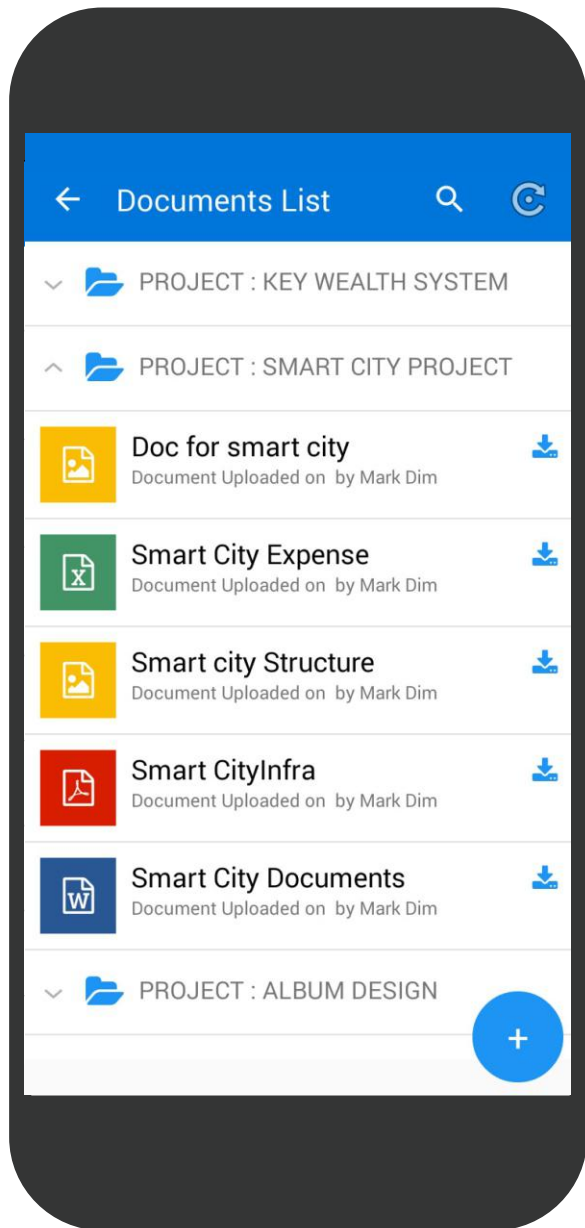 Documents List
PROJECT : KEY WEALTH SYSTEM
PROJECT : SMART CITY PROJECT
Doc for smart city
Document Uploaded on  by Mark Dim
X
Smart City Expense
Document Uploaded on  by Mark Dim
Smart city Structure
Document Uploaded on  by Mark Dim
Smart CityInfra
Document Uploaded on  by Mark Dim
W
Smart City Documents
Document Uploaded on  by Mark Dim
PROJECT : ALBUM DESIGN
+